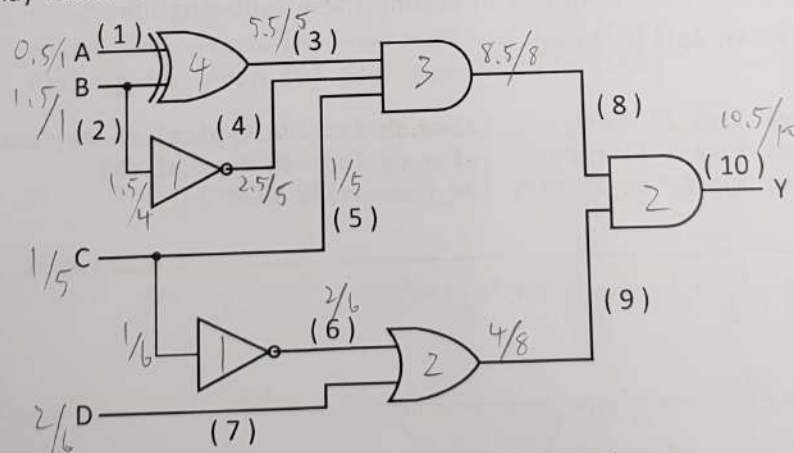 5.5/5
0.5/1 A (1) (3) 8.5/8
4 3
B
1.5/1 (2) (4) (8) 10.5/10
1 1/5 (10)
1.5/4 2.5/5 2 Y
(5)
1/5 C
2/6 (9)
1/6 (6)
1 4/8
2
D
2/6 (7)